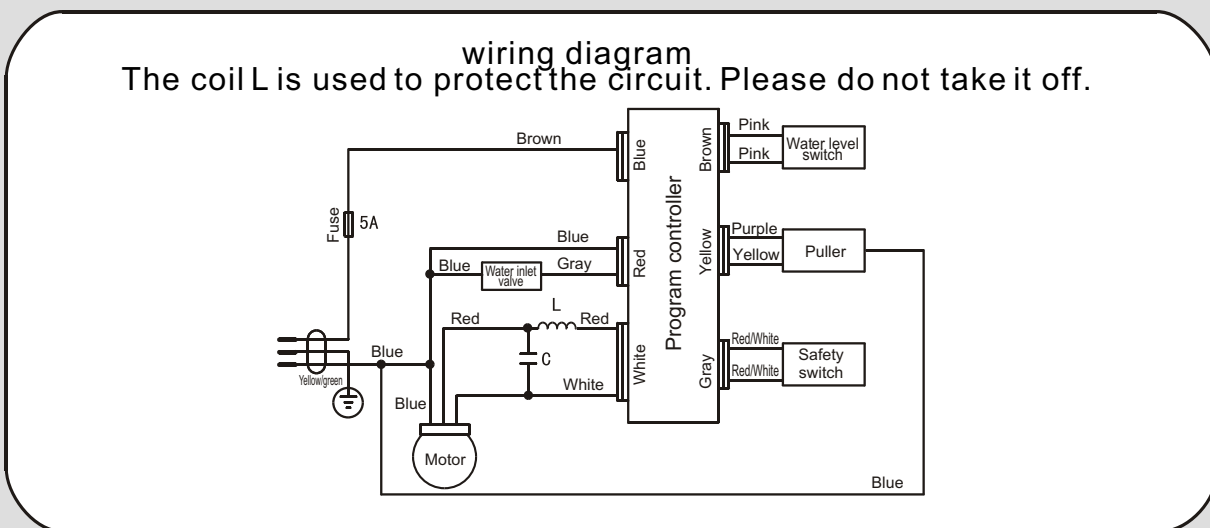 wiring diagram
The coil L is used to protect the circuit. Please do not take it off.
Brown
Blue
Brown
Pink
Pink
Water level
switch
Fuse
5A
Program controller
Blue
Blue
Water inlet
valve
Gray
Red
Yellow
Purple
Yellow
Puller
L
Red
Red
C
White
White
Gray
Red/White
Red/White
Safety
switch
Blue
Yellow/green
Blue
Motor
Blue